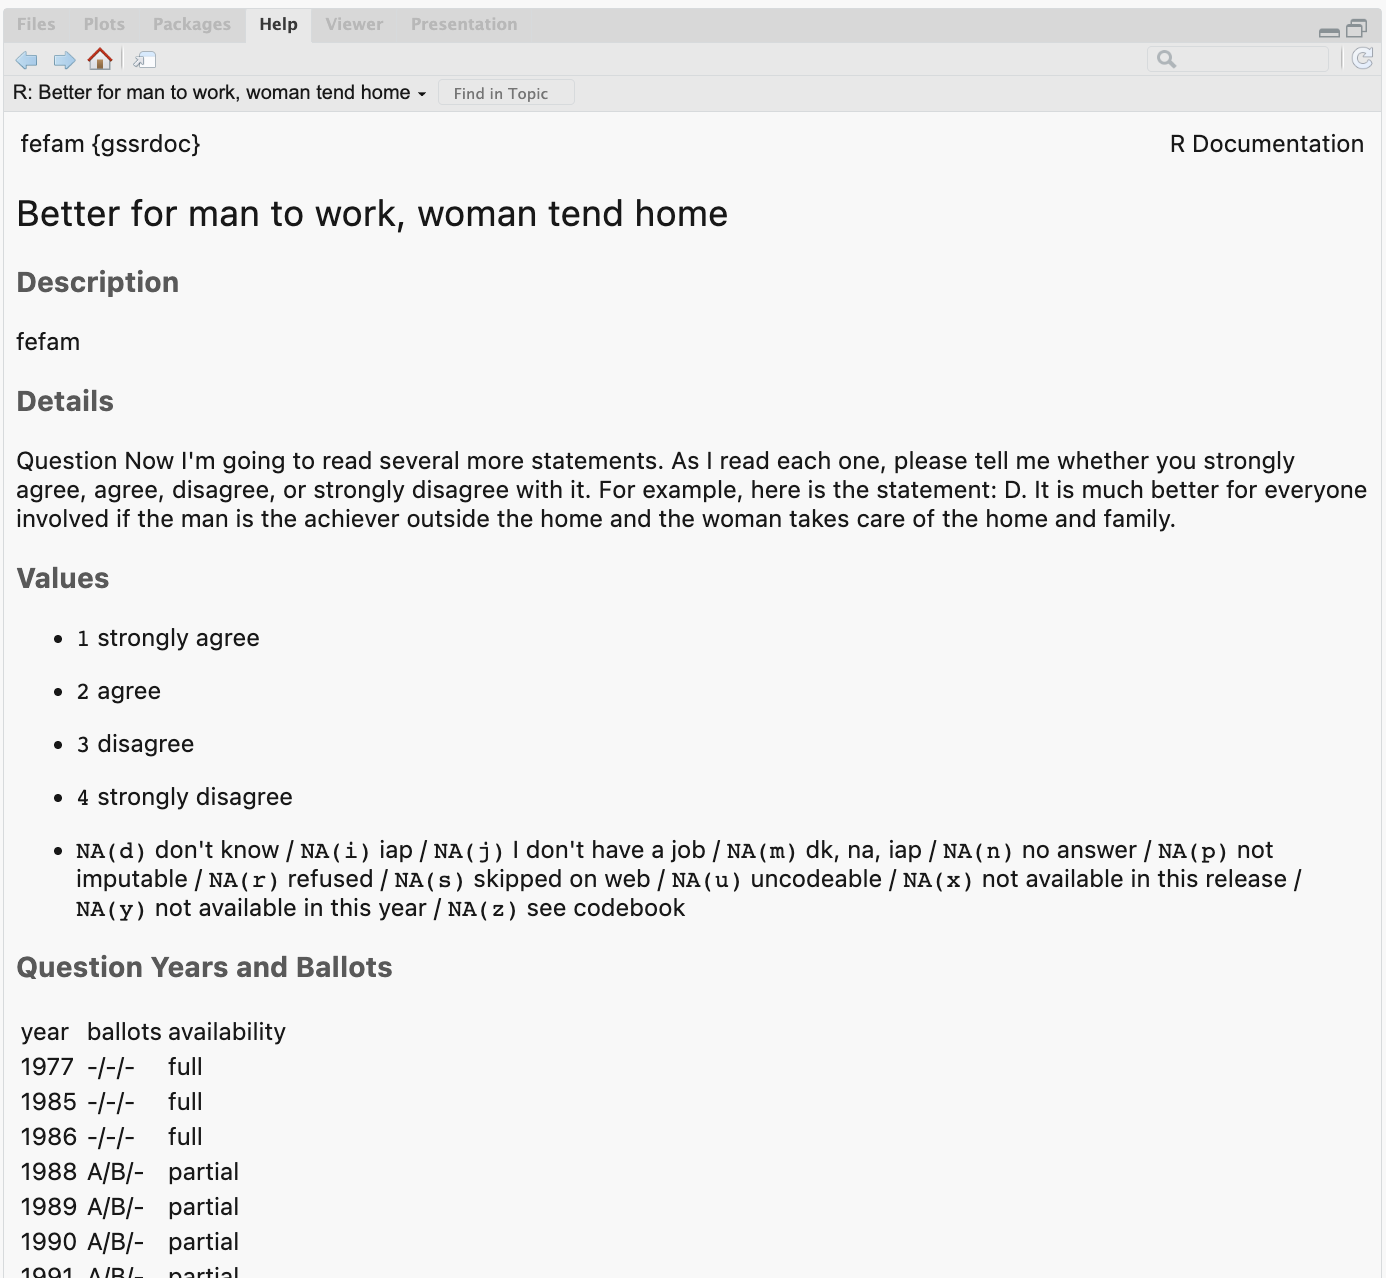 Files Plots Packages Help Viewer Presentation
R: Better for man to work, woman tend home Find in Topic
fefam {gssrdoc} R Documentation
Better for man to work, woman tend home
Description
fefam
Details
Question Now I'm going to read several more statements. As I read each one, please tell me whether you strongly
agree, agree, disagree, or strongly disagree with it. For example, here is the statement: D. It is much better for everyone
involved if the man is the achiever outside the home and the woman takes care of the home and family.
Values
• 1 strongly agree
• 2 agree
• 3 disagree
• 4 strongly disagree
• NA(d) don't know / NA(i) iap / NA(j) I don't have a job / NA(m) dk, na, iap / NA(n) no answer / NA(p) not
imputable / NA(r) refused / NA(s) skipped on web / NA(u) uncodeable / NA(x) not available in this release /
NA(y) not available in this year / NA(z) see codebook
Question Years and Ballots
year ballots availability
1977 -/-/- full
1985 -/-/- full
1986 -/-/- full
1988 A/B/- partial
1989 A/B/- partial
1990 A/B/- partial
1991 A/B/- partial